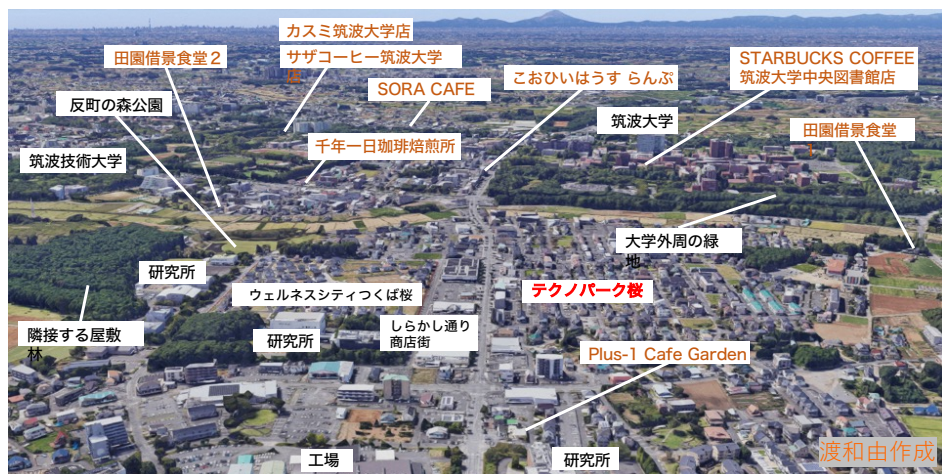 カスミ筑波大学店
サザコーヒー筑波大学
店
田園借景食堂２
STARBUCKS COFFEE
筑波大学中央図書館店
SORA CAFE
こおひいはうす らんぷ
反町の森公園
筑波大学
田園借景食堂
1
千年一日珈琲焙煎所
筑波技術大学
大学外周の緑
地
研究所
ウェルネスシティつくば桜
テクノパーク桜
隣接する屋敷
林
研究所
しらかし通り
商店街
Plus-1 Cafe Garden
渡和由作成
工場
研究所